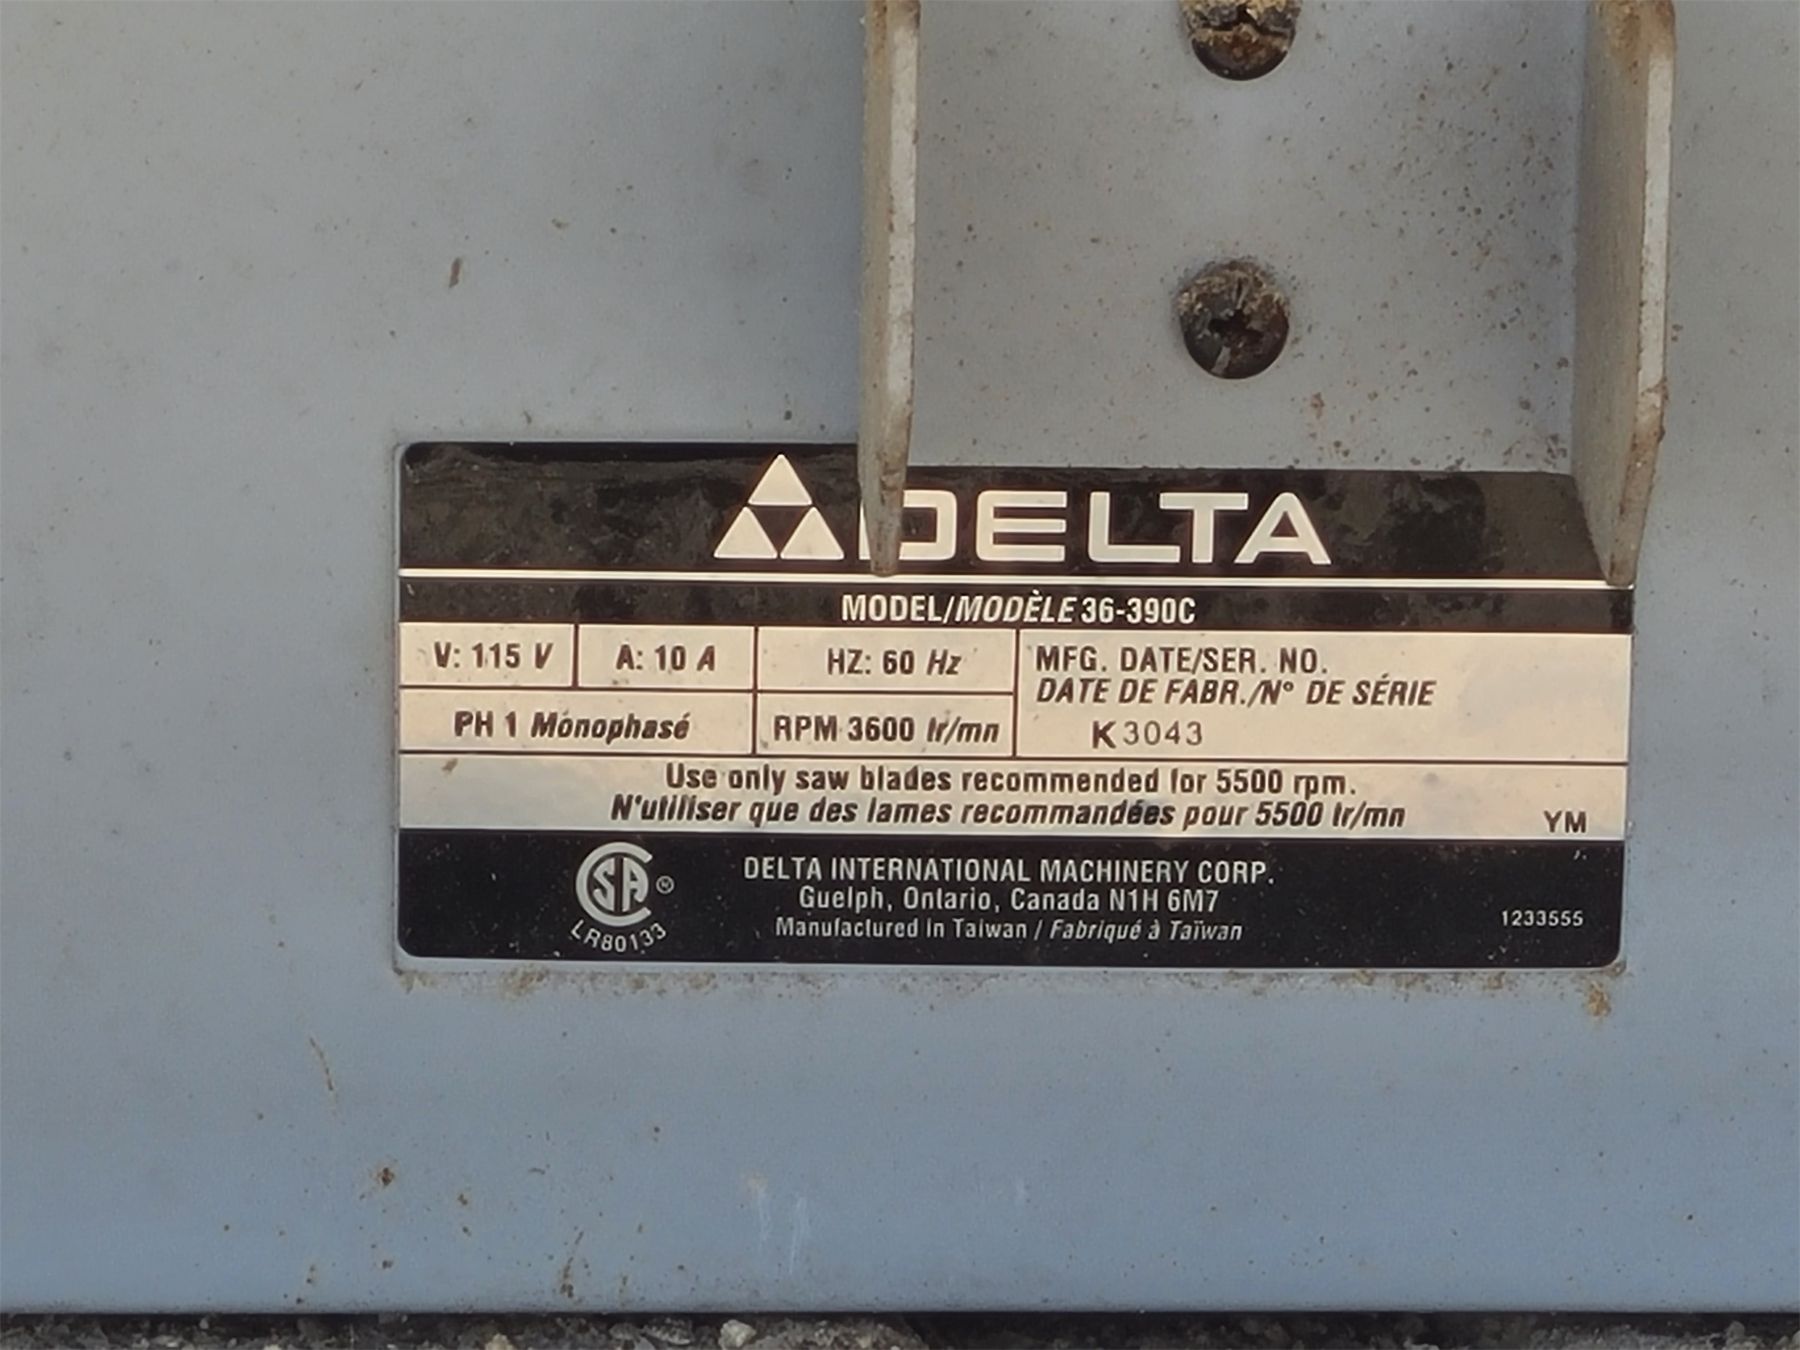 DELTA
MODEL/MODÈLE 36-390C
V: 115 V
A: 10 A
HZ: 60 Hz
MFG. DATE/SER. NO.
DATE DE FABR./N° DE SÉRIE
K3043
PH 1 Monophasé
RPM 3600 tr/mn
Use only saw blades recommended for 5500 rpm.
N'utiliser que des lames recommandées pour 5500 tr/mn
YM
CSA ®
LR80133
DELTA INTERNATIONAL MACHINERY CORP.
Guelph, Ontario, Canada N1H 6M7
Manufactured in Taiwan / Fabriqué à Taïwan
1233555